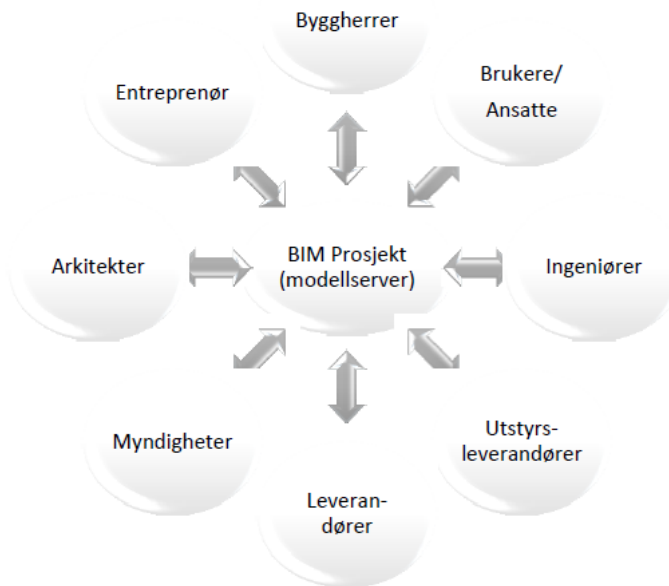 Byggherrer
Entreprenør
Brukere/
Ansatte
Arkitekter
BIM Prosjekt
(modellserver)
Ingeniører
Myndigheter
Utstyrs-
leverandører
Leveran-
dører